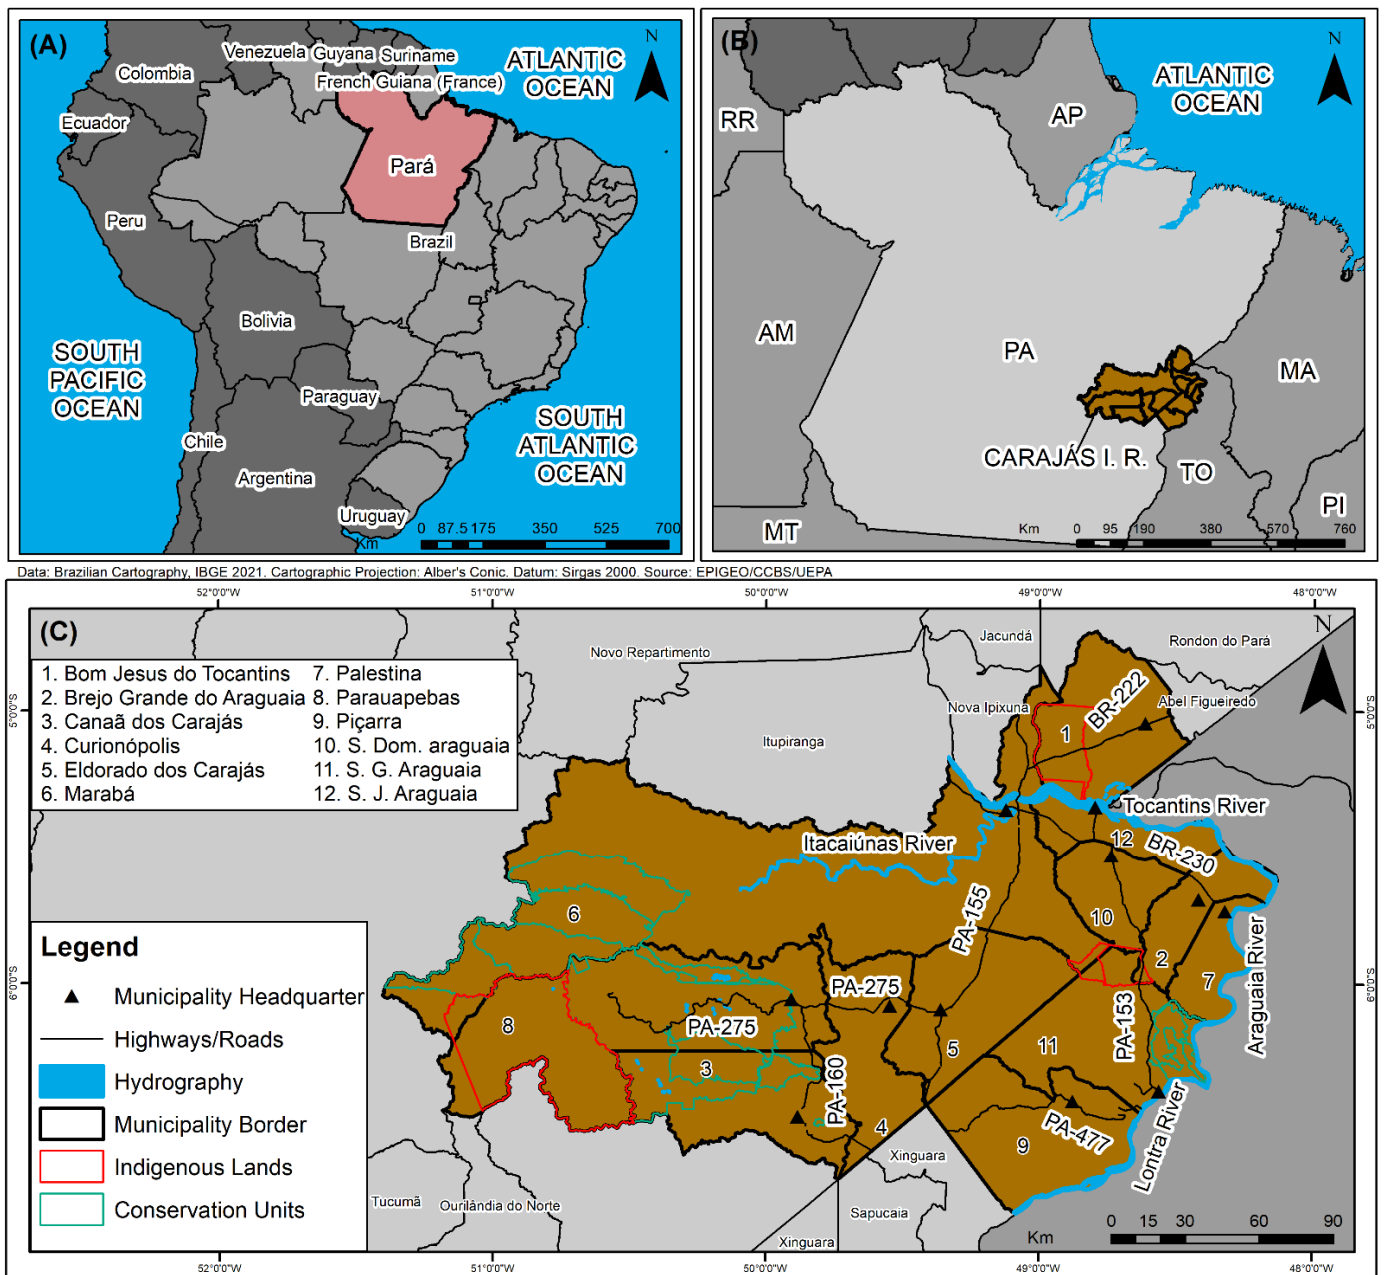 (A)
N
Venezuela
Guyana
Suriname
ATLANTIC
OCEAN
Colombia
French Guiana (France)
Ecuador
Pará
Peru
Brazil
Bolivia
SOUTH
PACIFIC
OCEAN
Paraguay
SOUTH
ATLANTIC
OCEAN
Chile
Argentina
Uruguay
0 87.5 175 350 525 700
Km
(B)
N
ATLANTIC
OCEAN
RR
AP
AM
PA
MA
CARAJÁS I. R.
TO
PI
MT
Km
0 95 190 380 570 760
Data: Brazilian Cartography, IBGE 2021. Cartographic Projection: Alber's Conic. Datum: Sirgas 2000. Source: EPIGEO/CCBS/UEPA
52°0'0"W 51°0'0"W 50°0'0"W 49°0'0"W 48°0'0"W
(C)
N
Jacundá
Rondon do Pará
Novo Repartimento
1. Bom Jesus do Tocantins
2. Brejo Grande do Araguaia
3. Canaã dos Carajás
4. Curionópolis
5. Eldorado dos Carajás
6. Marabá
7. Palestina
8. Parauapebas
9. Piçarra
10. S. Dom. araguaia
11. S. G. Araguaia
12. S. J. Araguaia
BR-222
Abel Figueiredo
Nova Ipixuna
5°0'0"S
5°0'0"S
1
Itupiranga
Tocantins River
Itacaiúnas River
12
BR-230
6
PA-155
10
2
Araguaia River
7
6°0'0"S
6°0'0"S
PA-275
PA-275
PA-153
8
3
5
11
PA-160
4
PA-477
9
Lontra River
Xinguara
Tucumã
Ourilândia do Norte
Sapucaia
Xinguara
Legend
Municipality Headquarter
Highways/Roads
Hydrography
Municipality Border
Indigenous Lands
Conservation Units
Km
0 15 30 60 90
52°0'0"W 51°0'0"W 50°0'0"W 49°0'0"W 48°0'0"W